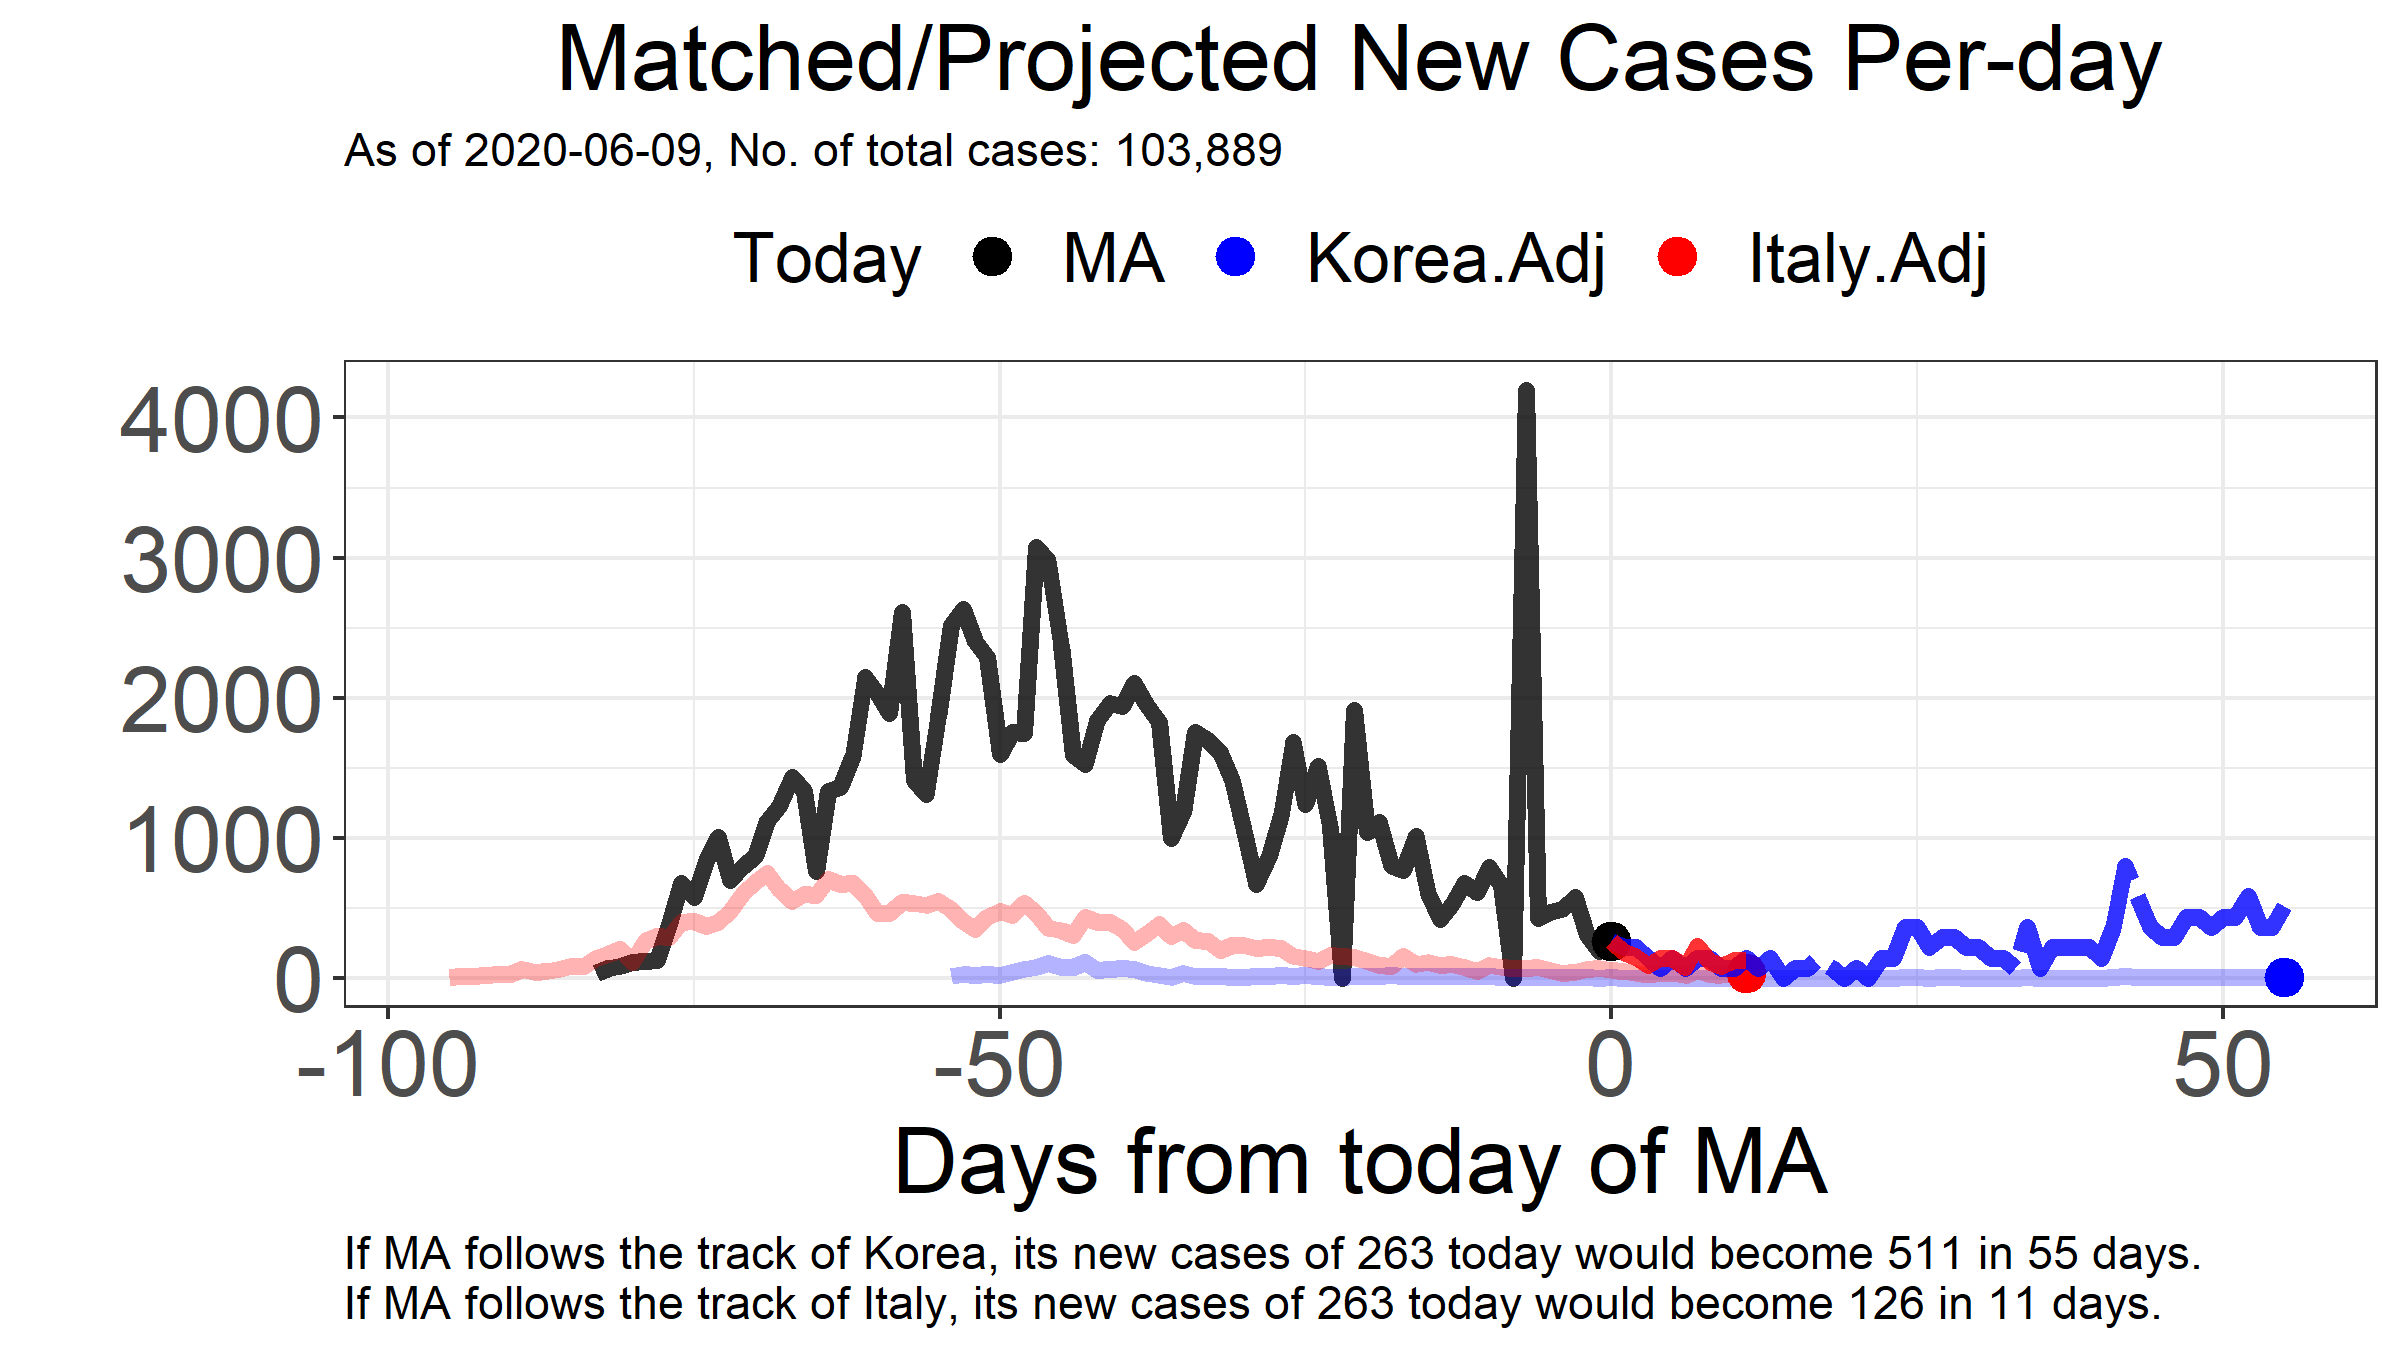 Matched/Projected New Cases Per-day
As of 2020-06-09, No. of total cases: 103,889
Today MA Korea.Adj Italy.Adj
4000
3000
2000
1000
0
-100 -50 0 50
Days from today of MA
If MA follows the track of Korea, its new cases of 263 today would become 511 in 55 days.
If MA follows the track of Italy, its new cases of 263 today would become 126 in 11 days.